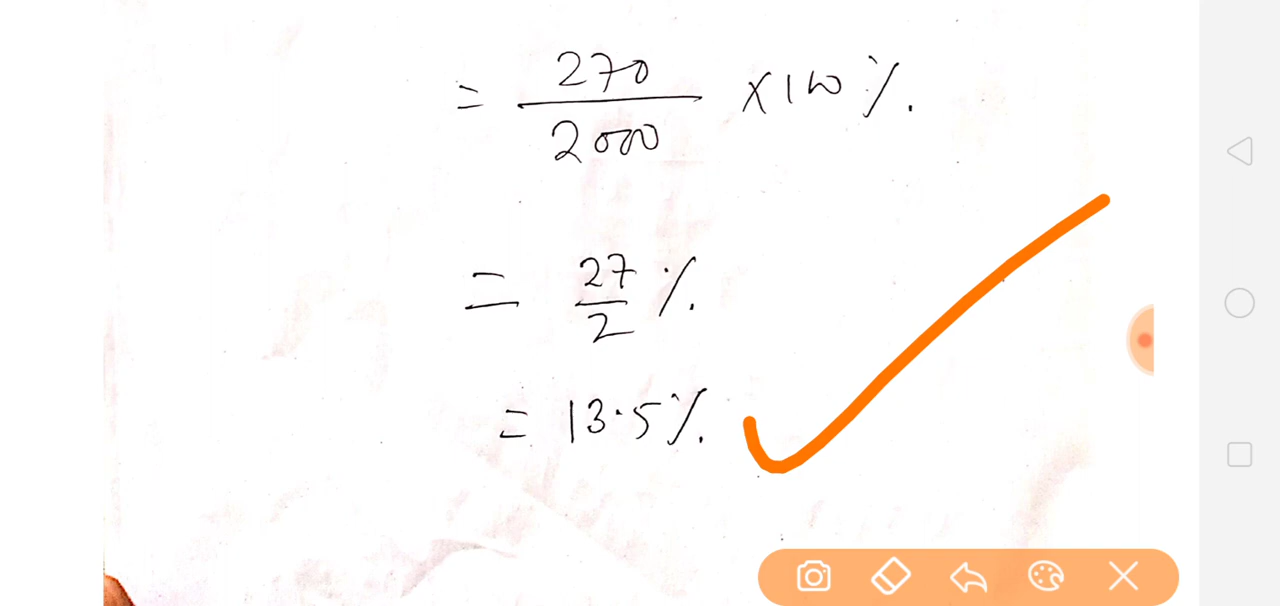 = 270/2000 ×100%.
= 27/2 %.
= 13.5%.